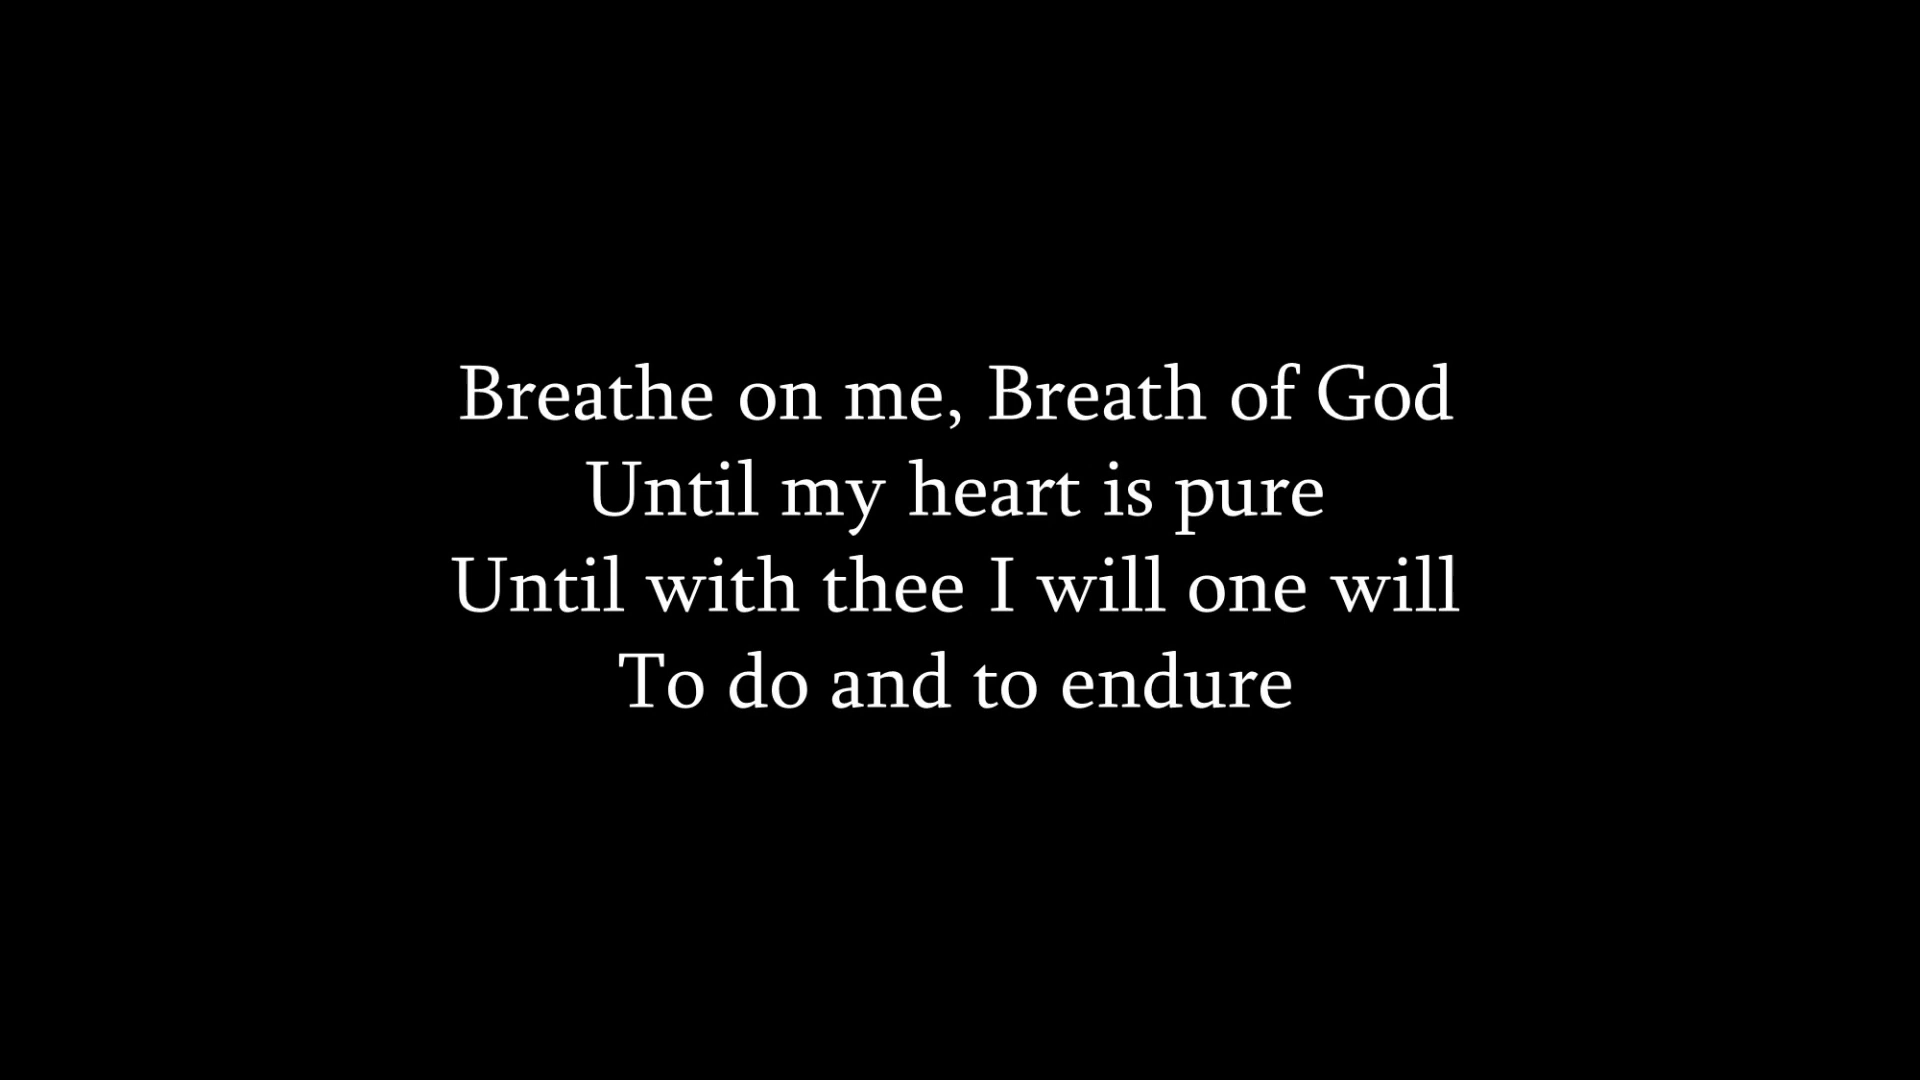 Breathe on me, Breath of God
Until my heart is pure
Until with thee I will one will
To do and to endure